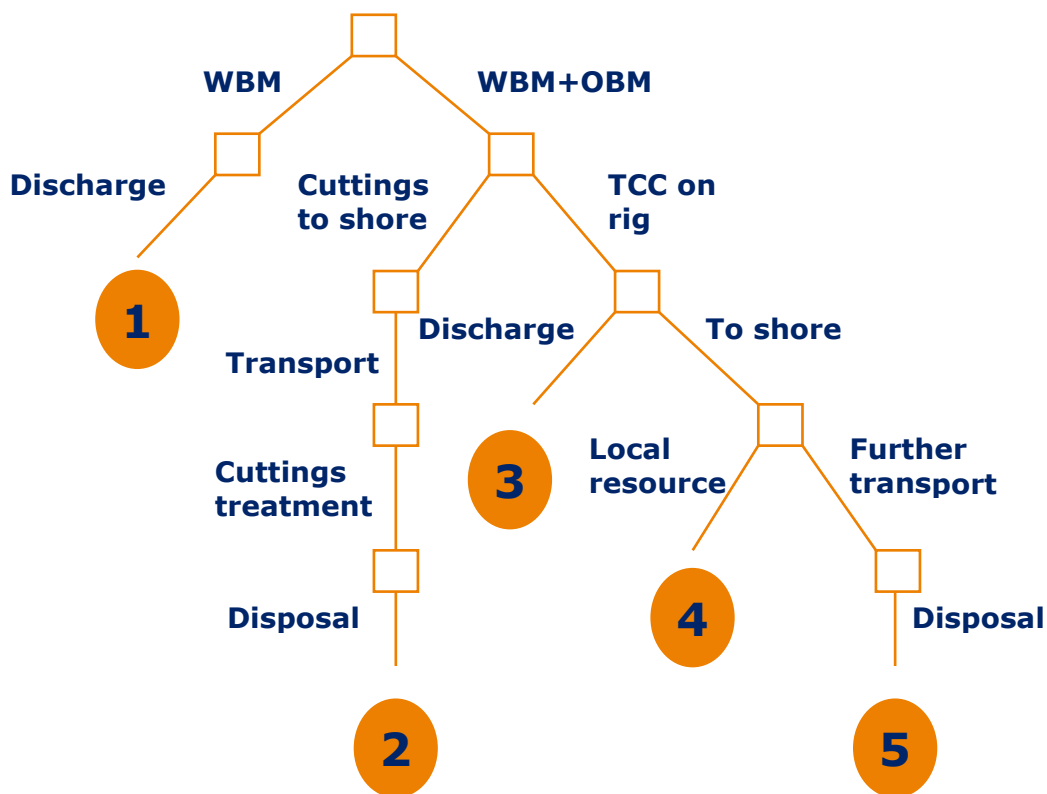 WBM
WBM+OBM
Discharge
Cuttings
to shore
TCC on
rig
1
Transport
Discharge
To shore
Cuttings
treatment
3
Local
resource
Further
transport
Disposal
4
Disposal
2
5